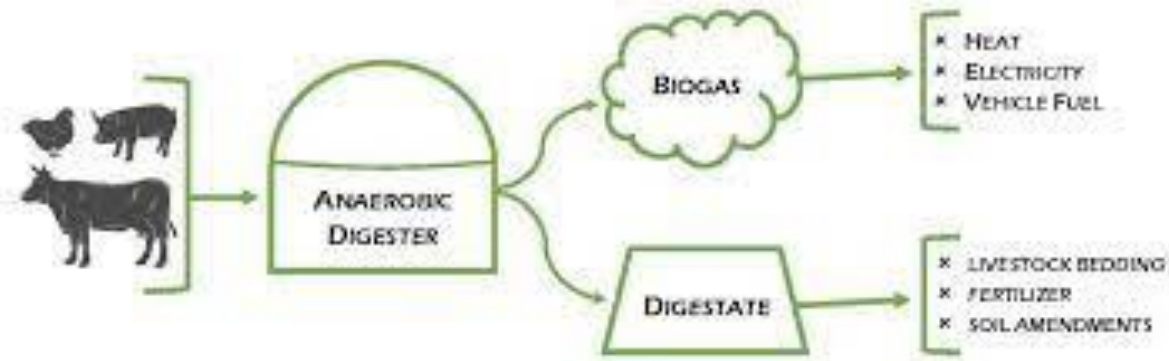 ANAEROBIC
DIGESTER
BIOGAS
× HEAT
× ELECTRICITY
× VEHICLE FUEL
DIGESTATE
× LIVESTOCK BEDDING
× FERTILIZER
× SOIL AMENDMENTS